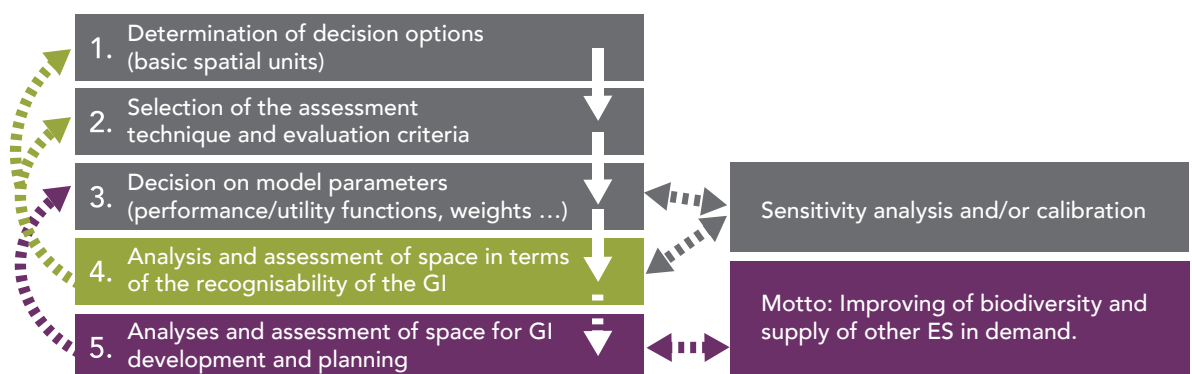 1. Determination of decision options
(basic spatial units)
2. Selection of the assessment
technique and evaluation criteria
3. Decision on model parameters
(performance/utility functions, weights ...)
4. Analysis and assessment of space in terms
of the recognisability of the GI
5. Analyses and assessment of space for GI
development and planning
Sensitivity analysis and/or calibration
Motto: Improving of biodiversity and
supply of other ES in demand.